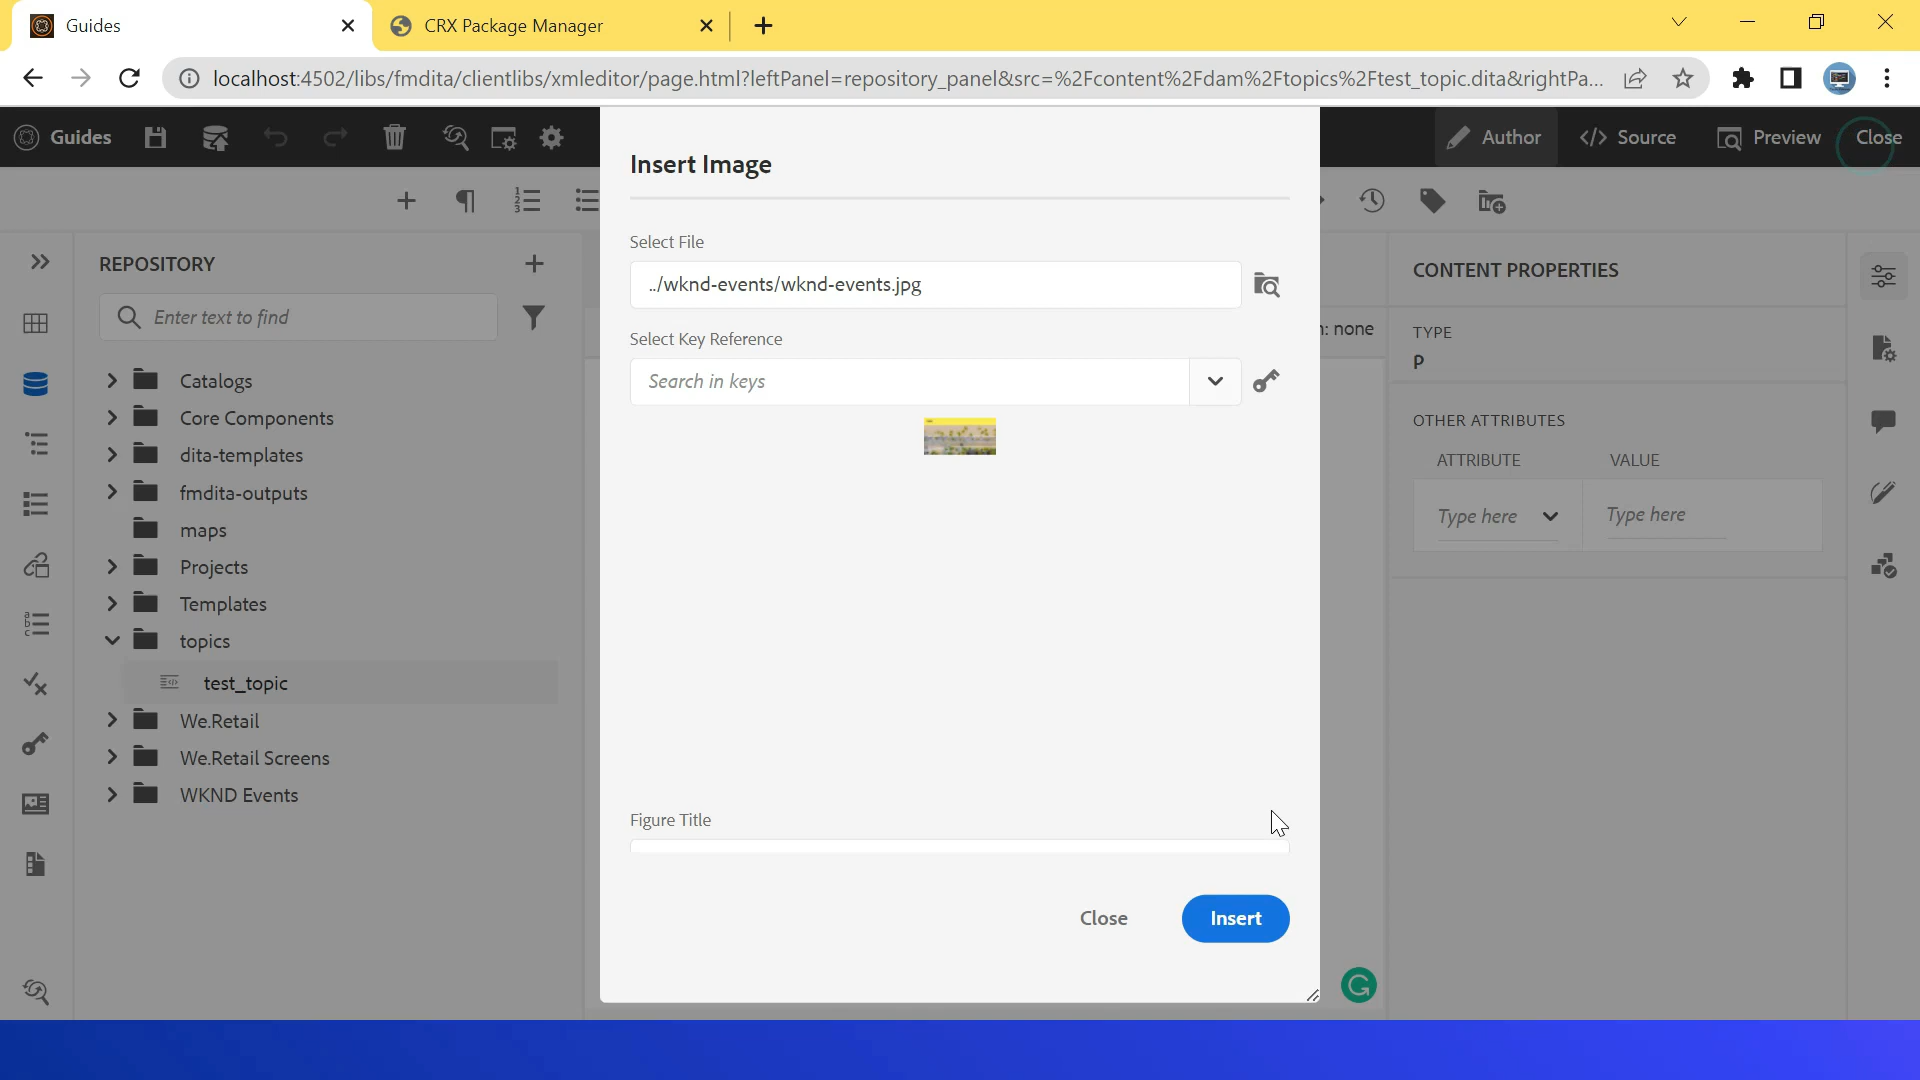 Guides
CRX Package Manager
localhost:4502/libs/fmdita/clientlibs/xmleditor/page.html?leftPanel=repository_panel&src=%2Fcontent%2Fdam%2Ftopics%2Ftest_topic.dita&rightPa...
Guides
Author
Source
Preview
Close
REPOSITORY
Enter text to find
Catalogs
Core Components
dita-templates
fmdita-outputs
maps
Projects
Templates
topics
test_topic
We.Retail
We.Retail Screens
WKND Events
Insert Image
Select File
../wknd-events/wknd-events.jpg
Select Key Reference
Search in keys
Figure Title
Close
Insert
: none
CONTENT PROPERTIES
TYPE
p
OTHER ATTRIBUTES
ATTRIBUTE VALUE
Type here Type here